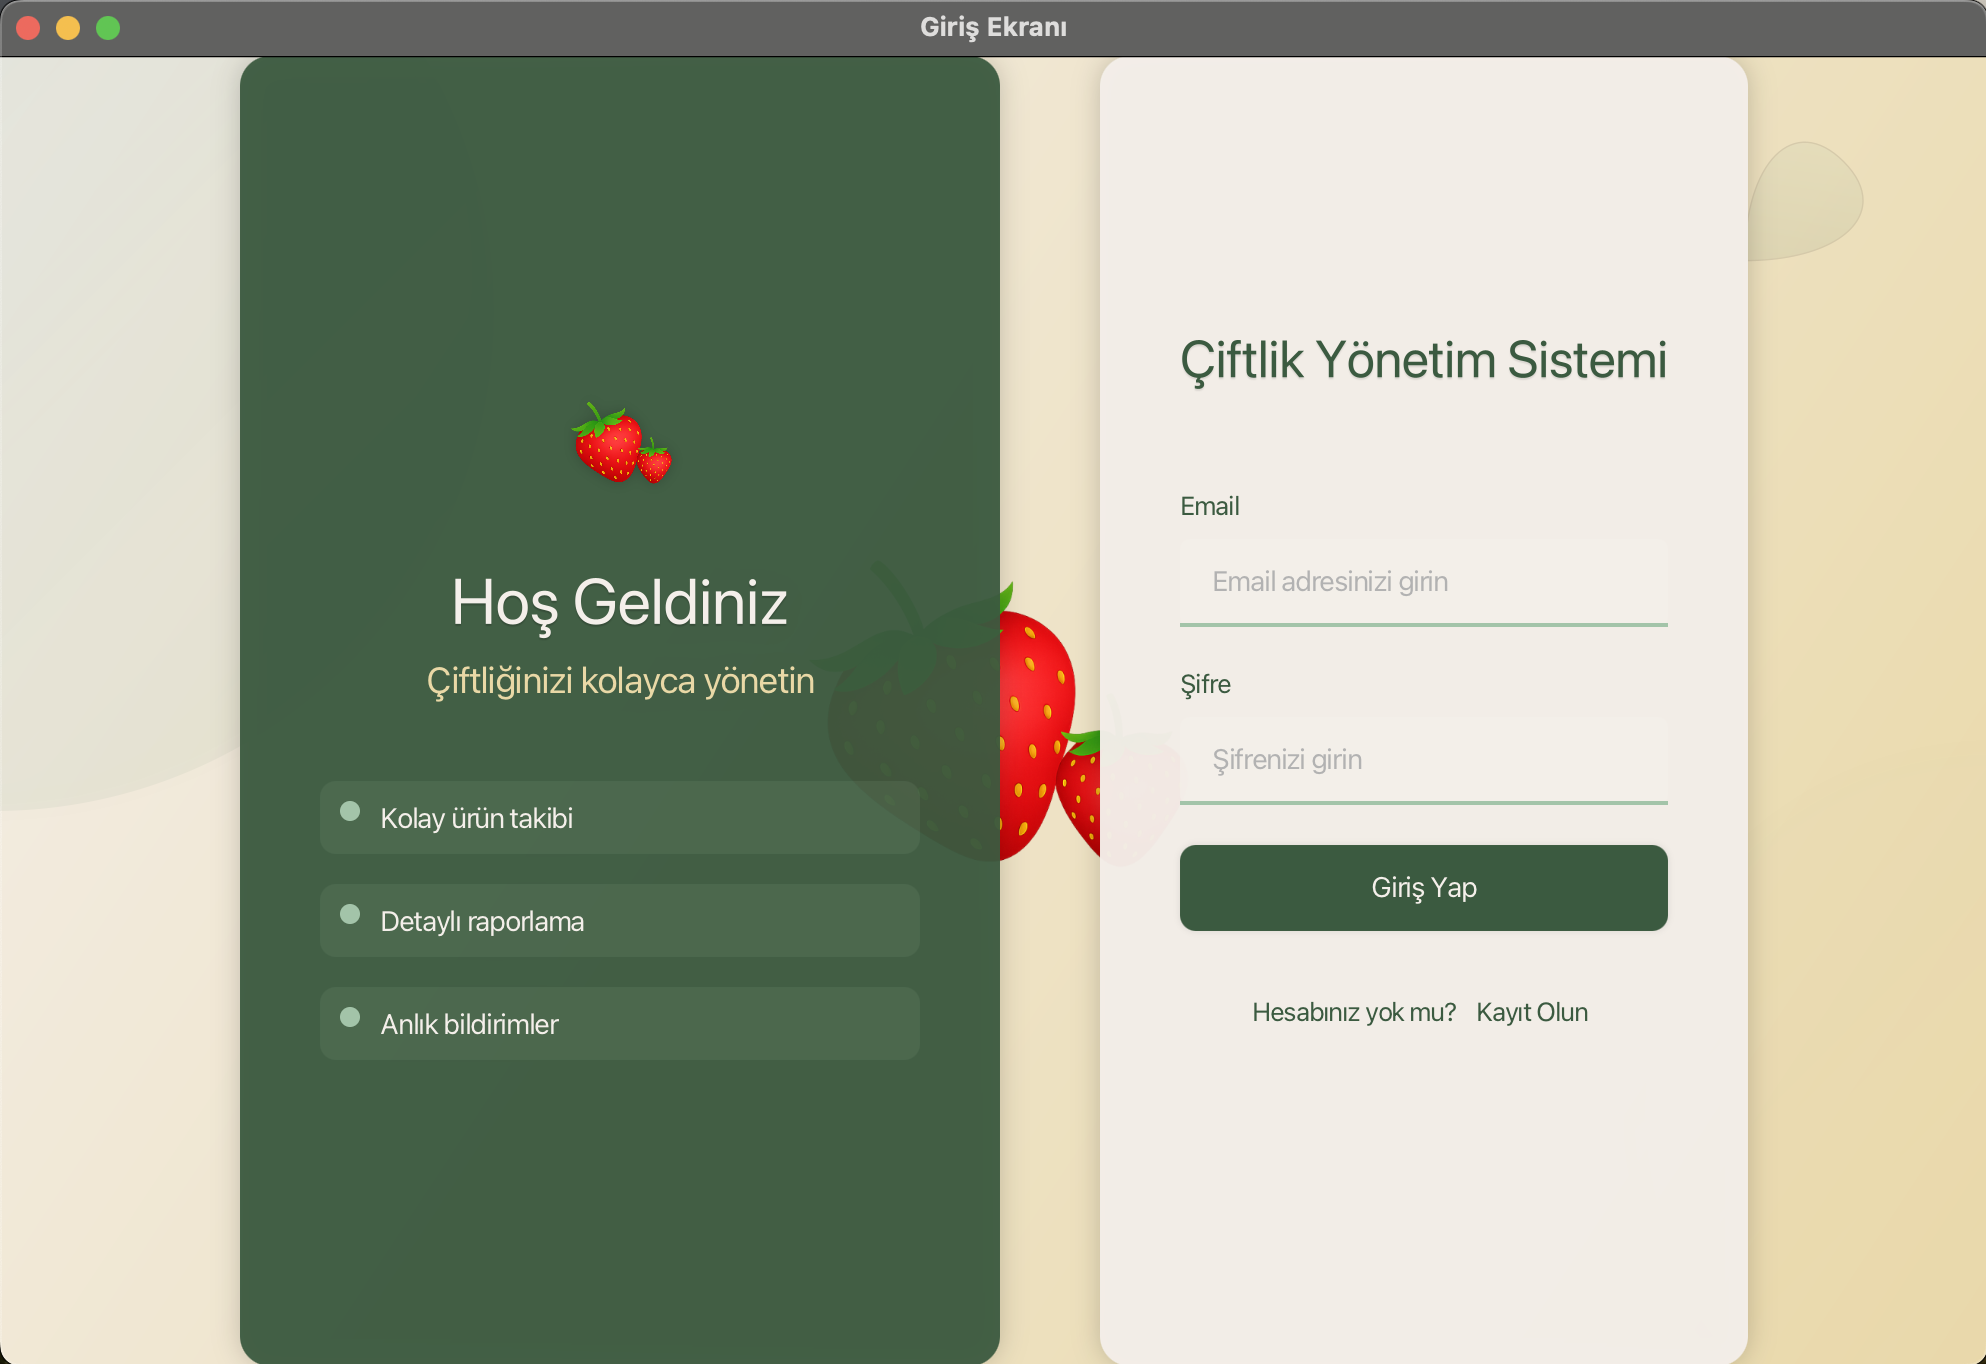 Giriş Ekranı
Hoş Geldiniz
Çiftliğinizi kolayca yönetin
Kolay ürün takibi
Detaylı raporlama
Anlık bildirimler
Çiftlik Yönetim Sistemi
Email
Email adresinizi girin
Şifre
Şifrenizi girin
Giriş Yap
Hesabınız yok mu? Kayıt Olun